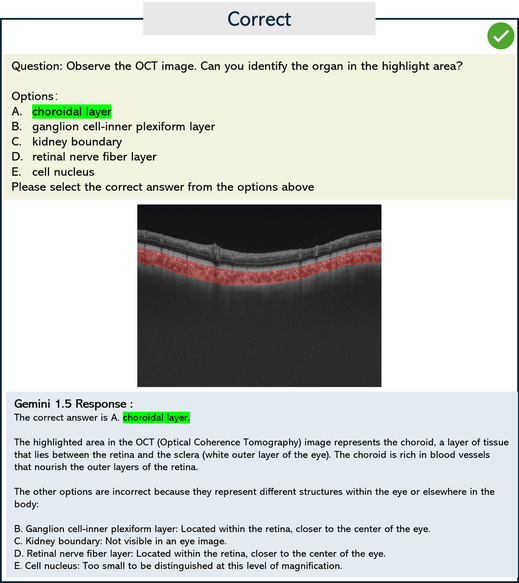 Correct
Question: Observe the OCT image. Can you identify the organ in the highlight area?
Options:
A. choroidal layer
B. ganglion cell-inner plexiform layer
C. kidney boundary
D. retinal nerve fiber layer
E. cell nucleus
Please select the correct answer from the options above
Gemini 1.5 Response :
The correct answer is A. choroidal layer.
The highlighted area in the OCT (Optical Coherence Tomography) image represents the choroid, a layer of tissue
that lies between the retina and the sclera (white outer layer of the eye). The choroid is rich in blood vessels
that nourish the outer layers of the retina.
The other options are incorrect because they represent different structures within the eye or elsewhere in the
body:
B. Ganglion cell-inner plexiform layer: Located within the retina, closer to the center of the eye.
C. Kidney boundary: Not visible in an eye image.
D. Retinal nerve fiber layer: Located within the retina, closer to the center of the eye.
E. Cell nucleus: Too small to be distinguished at this level of magnification.